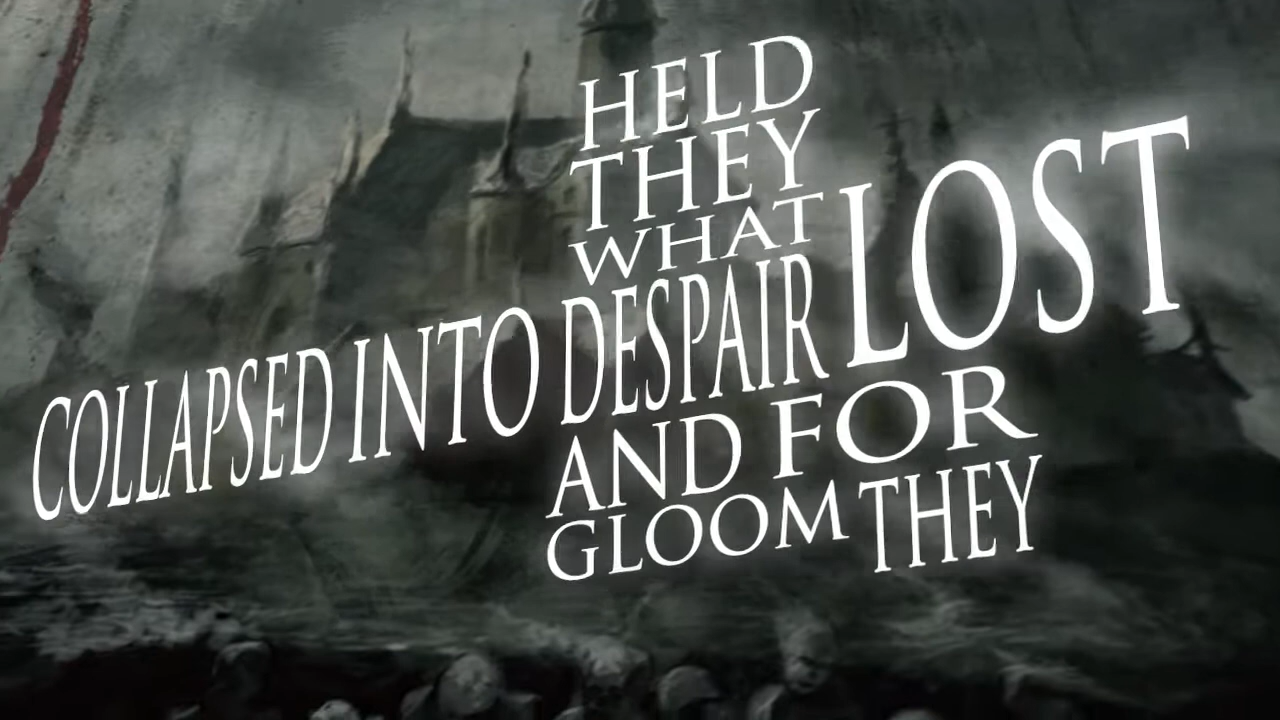 HELD
THEY
WHAT
COLLAPSED INTO DESPAIR LOST
AND FOR
GLOOM THEY